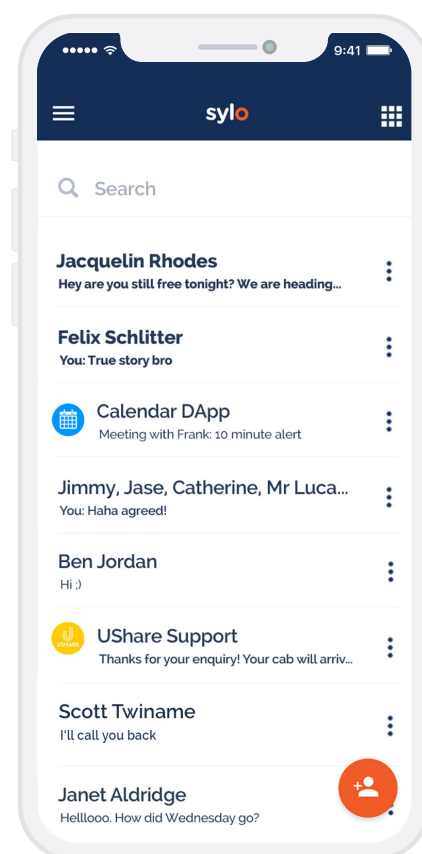 9:41
sylo
Search
Jacquelin Rhodes
Hey are you still free tonight? We are heading...
Felix Schlitter
You: True story bro
Calendar DApp
Meeting with Frank: 10 minute alert
Jimmy, Jase, Catherine, Mr Luca...
You: Haha agreed!
Ben Jordan
Hi ;)
USHARE
UShare Support
Thanks for your enquiry! Your cab will arriv...
Scott Twiname
I'll call you back
Janet Aldridge
Helllooo. How did Wednesday go?